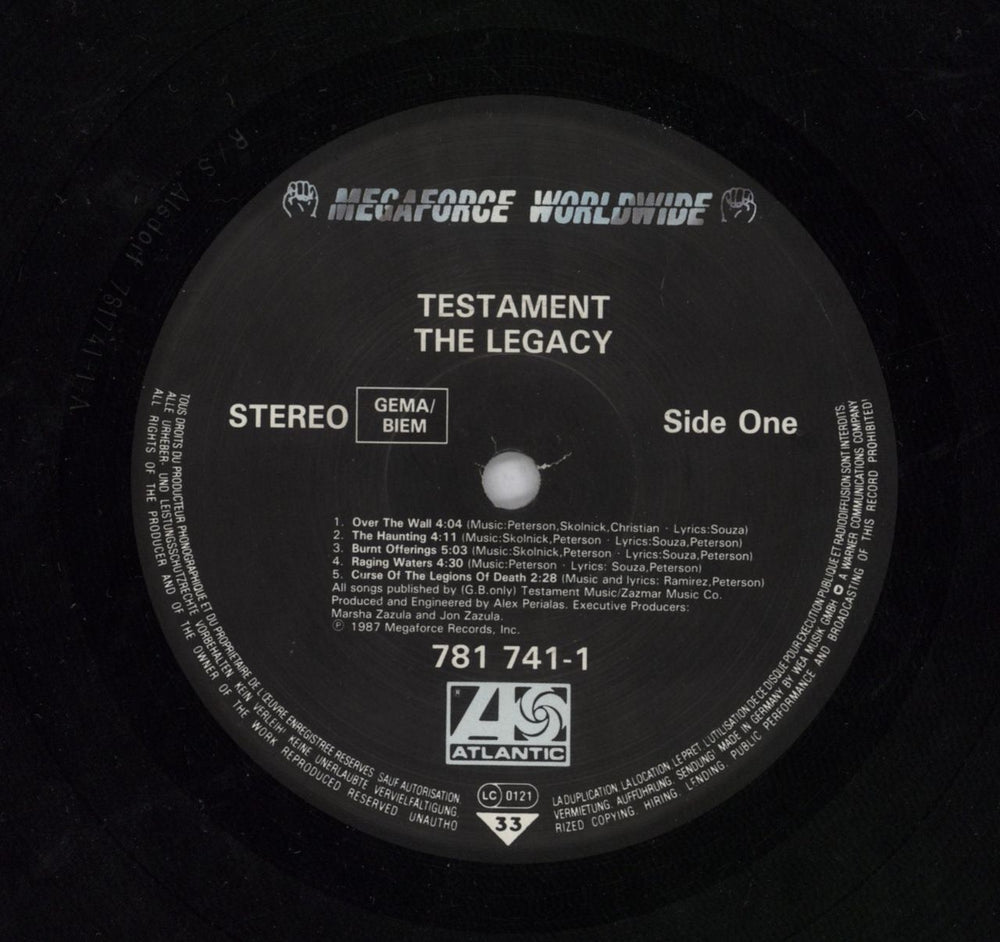 MEGAFORCE WORLDWIDE
TESTAMENT
THE LEGACY
STEREO
GEMA/
BIEM
Side One
1. Over The Wall 4:04 (Music:Peterson,Skolnick,Christian · Lyrics:Souza)
2. The Haunting 4:11 (Music:Skolnick,Peterson · Lyrics:Souza,Peterson)
3. Burnt Offerings 5:03 (Music:Skolnick,Peterson · Lyrics:Souza,Peterson)
4. Raging Waters 4:30 (Music:Peterson · Lyrics: Souza,Peterson)
5. Curse Of The Legions Of Death 2:28 (Music and lyrics: Ramirez,Peterson)
All songs published by (G.B.only) Testament Music/Zazmar Music Co.
Produced and Engineered by Alex Perialas. Executive Producers:
Marsha Zazula and Jon Zazula.
℗ 1987 Megaforce Records, Inc.
781 741-1
ATLANTIC
LC 0121
33
TOUS DROITS DU PRODUCTEUR PHONOGRAPHIQUE ET DU PROPRIETAIRE DE L'ŒUVRE ENREGISTREE RESERVES SAUF AUTORISATION
LA DUPLICATION, LA LOCATION, LE PRET, L'UTILISATION DE CE DISQUE POUR EXECUTION PUBLIQUE ET RADIODIFFUSION SONT INTERDITS.
ALLE URHEBER- UND LEISTUNGSSCHUTZRECHTE VORBEHALTEN KEIN VERLEIH! KEINE UNERLAUBTE VERVIELFÄLTIGUNG,
VERMIETUNG, AUFFÜHRUNG, SENDUNG! MADE IN GERMANY BY WEA MUSIK GMBH A WARNER COMMUNICATIONS COMPANY
ALL RIGHTS OF THE PRODUCER AND OF THE OWNER OF THE WORK REPRODUCED RESERVED UNAUTHO
RIZED COPYING, HIRING, LENDING, PUBLIC PERFORMANCE AND BROADCASTING OF THIS RECORD PROHIBITED!
R/S Alsdorf 781741-1-A